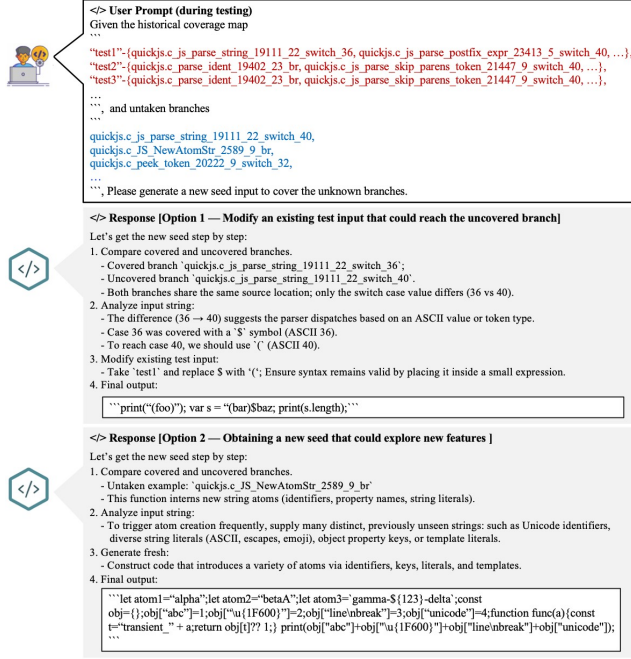 </> User Prompt (during testing)
Given the historical coverage map
```
“test1”-{quickjs.c_js_parse_string_19111_22_switch_36, quickjs.c_js_parse_postfix_expr_23413_5_switch_40, …},
“test2”-{quickjs.c_parse_ident_19402_23_br, quickjs.c_js_parse_skip_parens_token_21447_9_switch_40, …},
“test3”-{quickjs.c_parse_ident_19402_23_br, quickjs.c_js_parse_skip_parens_token_21447_9_switch_40, …},
…
```, and untaken branches
```
quickjs.c_js_parse_string_19111_22_switch_40,
quickjs.c_JS_NewAtomStr_2589_9_br,
quickjs.c_peek_token_20222_9_switch_32,
…
```, Please generate a new seed input to cover the unknown branches.
</> Response [Option 1 — Modify an existing test input that could reach the uncovered branch]
Let’s get the new seed step by step:
1. Compare covered and uncovered branches.
- Covered branch `quickjs.c_js_parse_string_19111_22_switch_36`;
- Uncovered branch `quickjs.c_js_parse_string_19111_22_switch_40`.
- Both branches share the same source location; only the switch case value differs (36 vs 40).
2. Analyze input string:
- The difference (36 → 40) suggests the parser dispatches based on an ASCII value or token type.
- Case 36 was covered with a `$` symbol (ASCII 36).
- To reach case 40, we should use `(` (ASCII 40).
3. Modify existing test input:
- Take `test1` and replace $ with ‘(‘; Ensure syntax remains valid by placing it inside a small expression.
4. Final output:
```print(“(foo)”); var s = “(bar)$baz; print(s.length);```
</> Response [Option 2 — Obtaining a new seed that could explore new features ]
Let’s get the new seed step by step:
1. Compare covered and uncovered branches.
- Untaken example: `quickjs.c_JS_NewAtomStr_2589_9_br`
- This function interns new string atoms (identifiers, property names, string literals).
2. Analyze input string:
- To trigger atom creation frequently, supply many distinct, previously unseen strings: such as Unicode identifiers,
diverse string literals (ASCII, escapes, emoji), object property keys, or template literals.
3. Generate fresh:
- Construct code that introduces a variety of atoms via identifiers, keys, literals, and templates.
4. Final output:
```let atom1=“alpha”;let atom2=“betaA”;let atom3=`gamma-${123}-delta`;const
obj={};obj[“abc”]=1;obj[“\u{1F600}”]=2;obj[“line\nbreak”]=3;obj[“unicode”]=4;function func(a){const
t=“transient_” + a;return obj[t]?? 1;} print(obj["abc"]+obj["\u{1F600}"]+obj["line\nbreak"]+obj["unicode"]);
```